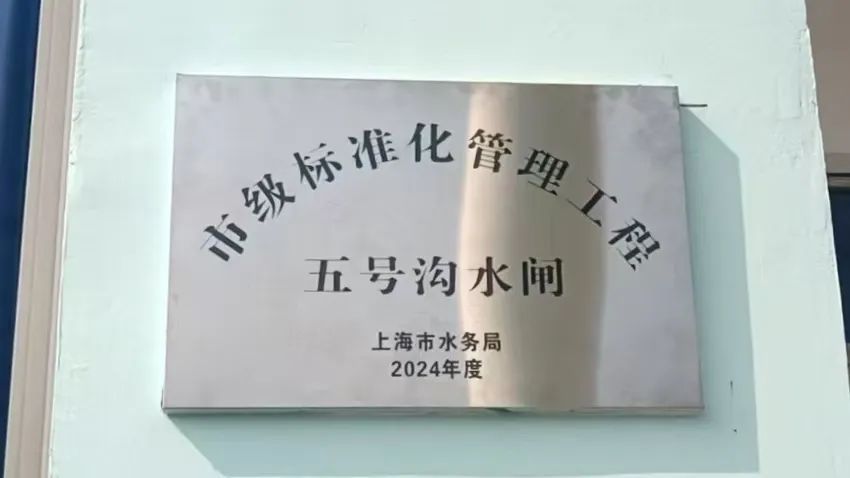 市级标准化管理工程
五号沟水闸
上海市水务局
2024年度